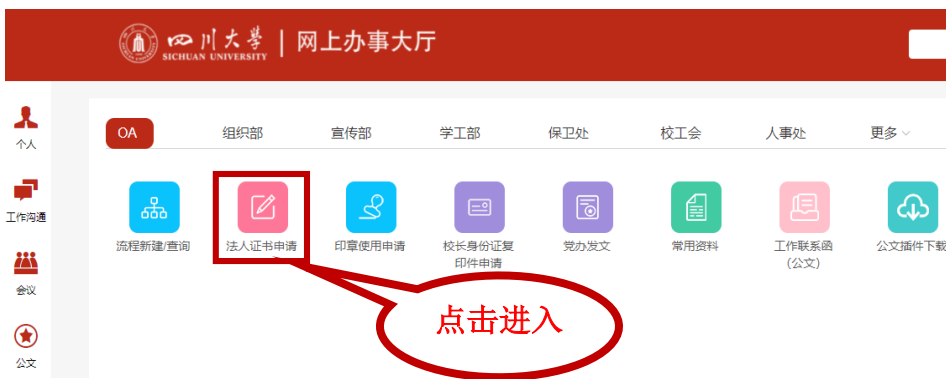 四川大学 | 网上办事大厅
SICHUAN UNIVERSITY
个人
工作沟通
会议
公文
OA 组织部 宣传部 学工部 保卫处 校工会 人事处 更多
流程新建/查询 法人证书申请 印章使用申请 校长身份证复 党办发文 常用资料 工作联系函 公文插件下载
印件申请 (公文)
点击进入